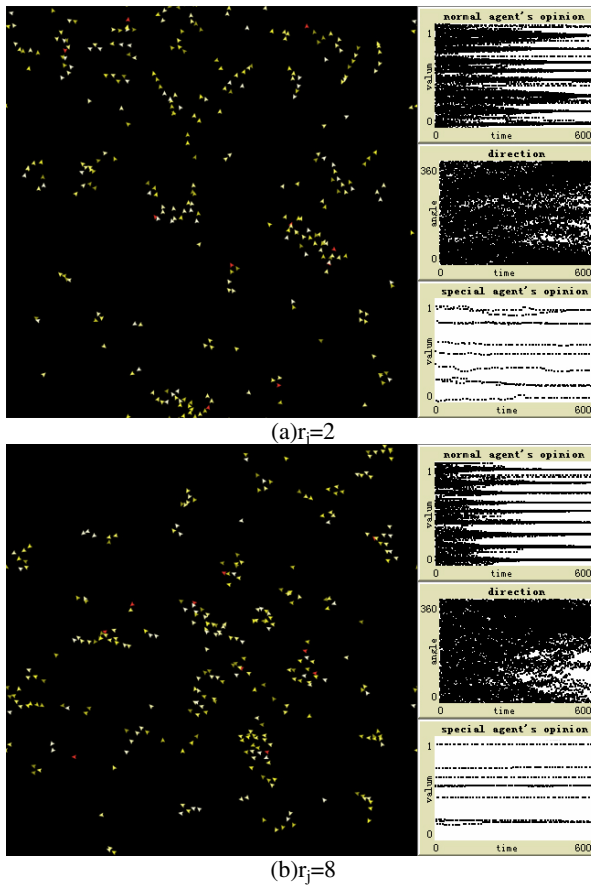 normal agent's opinion
1
valum
0
0
time
600
direction
360
angle
0
0
time
600
special agent's opinion
1
valum
0
0
time
600
(a)rj=2
normal agent's opinion
1
valum
0
0
time
600
direction
360
angle
0
0
time
600
special agent's opinion
1
valum
0
0
time
600
(b)rj=8